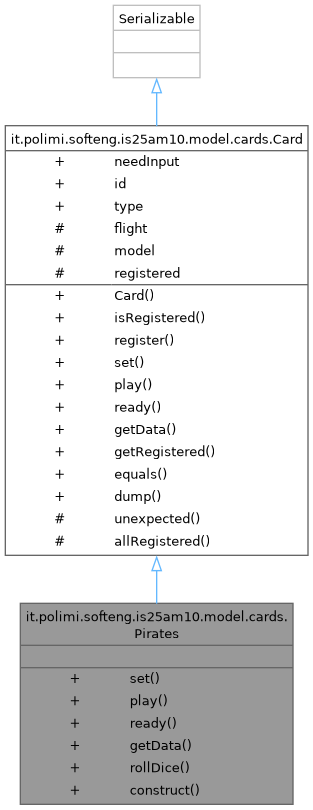 Serializable
it.polimi.softeng.is25am10.model.cards.Card
+ needInput
+ id
+ type
# flight
# model
# registered
+ Card()
+ isRegistered()
+ register()
+ set()
+ play()
+ ready()
+ getData()
+ getRegistered()
+ equals()
+ dump()
# unexpected()
# allRegistered()
it.polimi.softeng.is25am10.model.cards.
Pirates
+ set()
+ play()
+ ready()
+ getData()
+ rollDice()
+ construct()